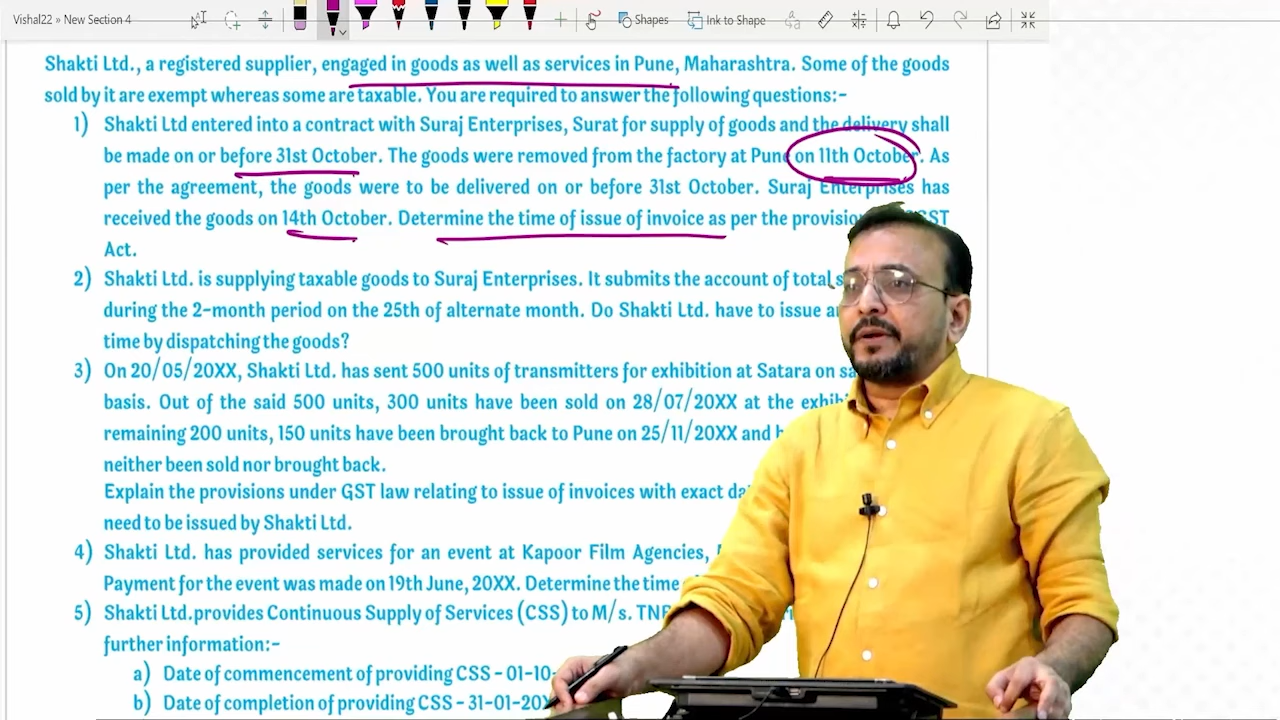 Vishal22 » New Section 4
Shapes
Ink to Shape
Shakti Ltd., a registered supplier, engaged in goods as well as services in Pune, Maharashtra. Some of the goods
sold by it are exempt whereas some are taxable. You are required to answer the following questions:-
1) Shakti Ltd entered into a contract with Suraj Enterprises, Surat for supply of goods and the delivery shall
be made on or before 31st October. The goods were removed from the factory at Pune on 11th October. As
per the agreement, the goods were to be delivered on or before 31st October. Suraj Enterprises has
received the goods on 14th October. Determine the time of issue of invoice as per the
Act.
2) Shakti Ltd. is supplying taxable goods to Suraj Enterprises. It submits the account of total
during the 2-month period on the 25th of alternate month. Do Shakti Ltd. have to issue
time by dispatching the goods?
3) On 20/05/20XX, Shakti Ltd. has sent 500 units of transmitters for exhibition at Satara on
basis. Out of the said 500 units, 300 units have been sold on 28/07/20XX at the
remaining 200 units, 150 units have been brought back to Pune on 25/11/20XX and
neither been sold nor brought back.
Explain the provisions under GST law relating to issue of invoices with exact
need to be issued by Shakti Ltd.
4) Shakti Ltd. has provided services for an event at Kapoor Film Agencies,
Payment for the event was made on 19th June, 20XX. Determine the time
5) Shakti Ltd.provides Continuous Supply of Services (CSS) to M/s.
further information:-
a) Date of commencement of providing CSS - 01-10-
b) Date of completion of providing CSS - 31-01-